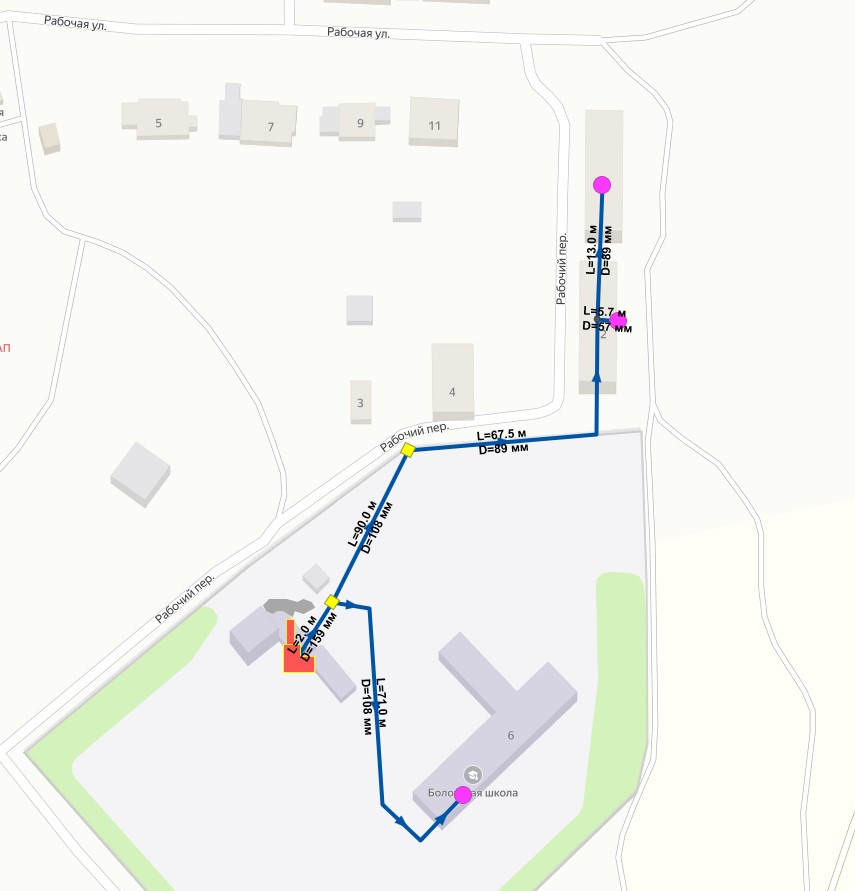 Рабочая ул.
Рабочая ул.
я
ка
5
7
9
11
L=13.0 м
D=89 мм
Рабочий пер.
L=5.7 м
D=57 мм
2
АП
3
4
Рабочий пер.
L=67.5 м
D=89 мм
L=90.0 м
D=108 мм
Рабочий пер.
L=2.0 м
D=159 мм
L=71.0 м
D=108 мм
6
школа